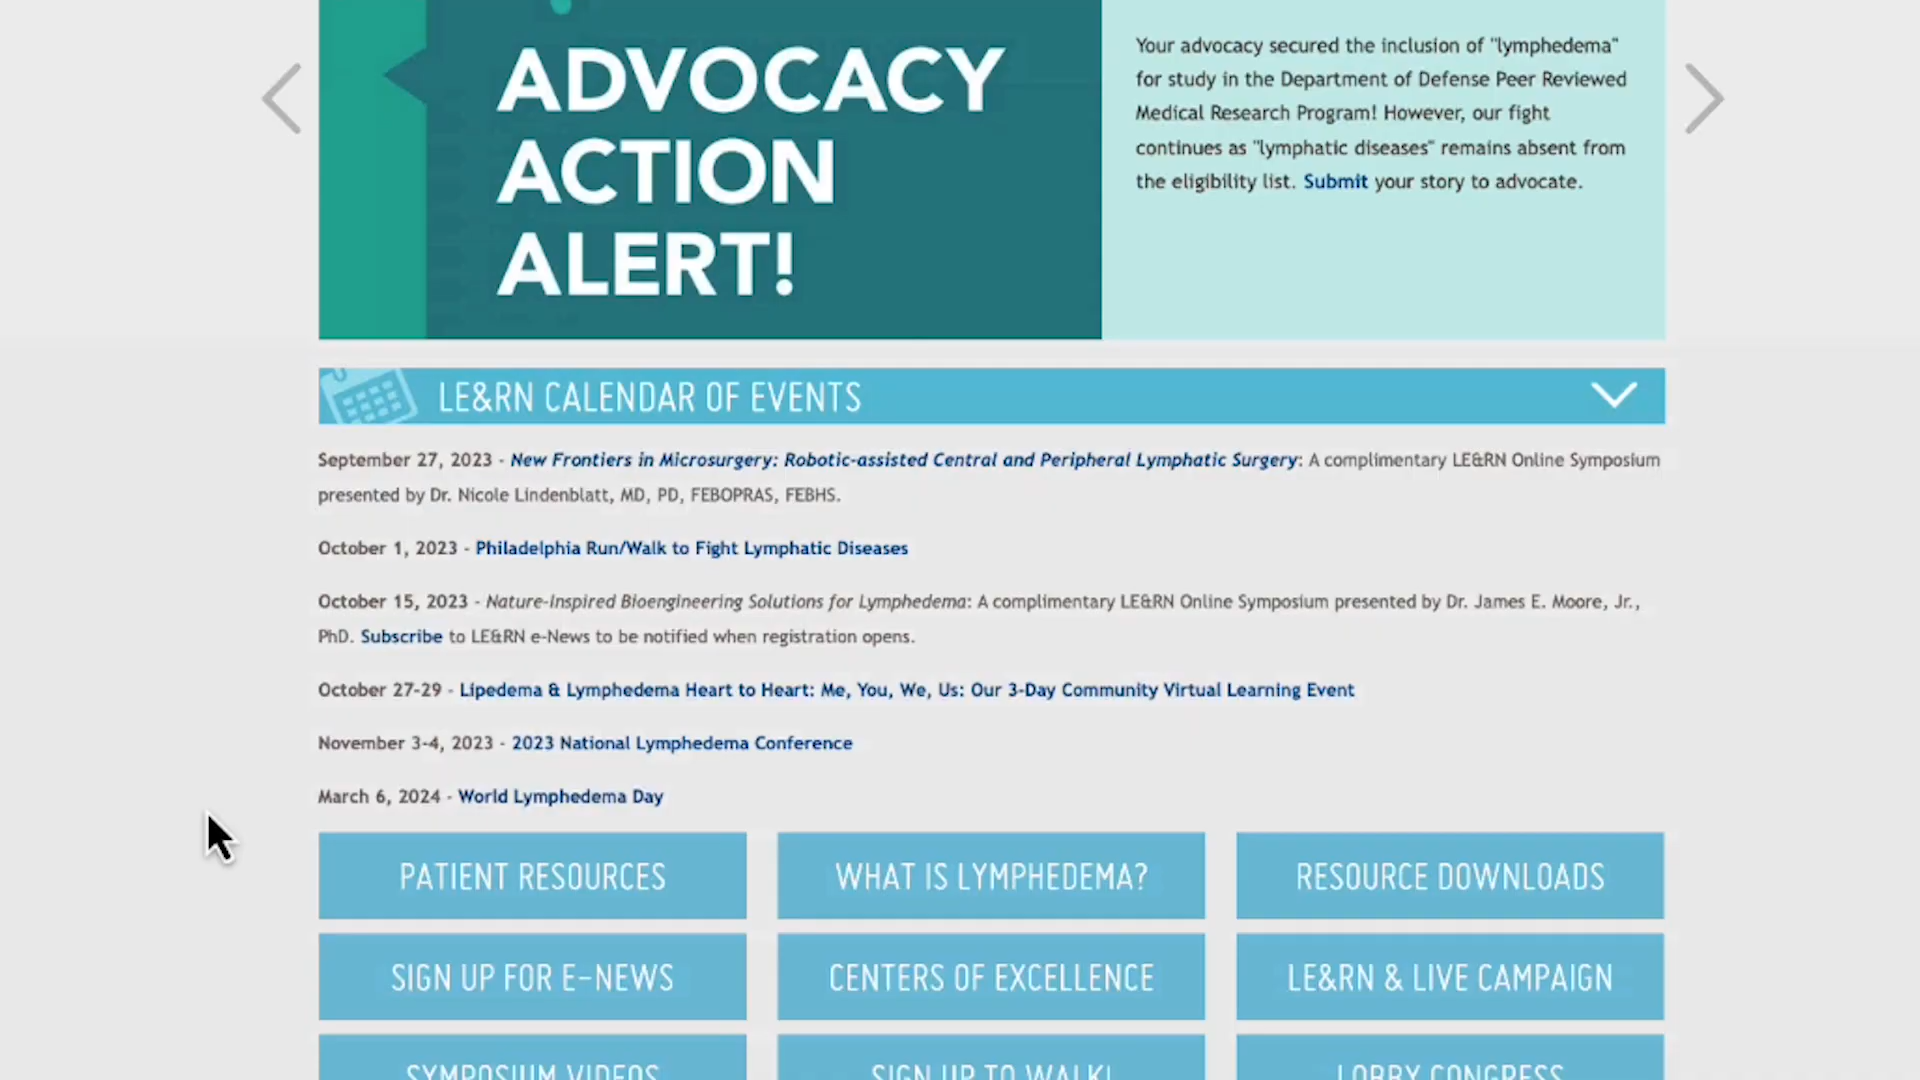 ADVOCACY
ACTION
ALERT!
Your advocacy secured the inclusion of "lymphedema"
for study in the Department of Defense Peer Reviewed
Medical Research Program! However, our fight
continues as "lymphatic diseases" remains absent from
the eligibility list. Submit your story to advocate.
LE&RN CALENDAR OF EVENTS
September 27, 2023 - New Frontiers in Microsurgery: Robotic-assisted Central and Peripheral Lymphatic Surgery: A complimentary LE&RN Online Symposium
presented by Dr. Nicole Lindenblatt, MD, PD, FEBOPRAS, FEBHS.
October 1, 2023 - Philadelphia Run/Walk to Fight Lymphatic Diseases
October 15, 2023 - Nature-Inspired Bioengineering Solutions for Lymphedema: A complimentary LE&RN Online Symposium presented by Dr. James E. Moore, Jr.,
PhD. Subscribe to LE&RN e-News to be notified when registration opens.
October 27-29 - Lipedema & Lymphedema Heart to Heart: Me, You, We, Us: Our 3-Day Community Virtual Learning Event
November 3-4, 2023 - 2023 National Lymphedema Conference
March 6, 2024 - World Lymphedema Day
PATIENT RESOURCES
WHAT IS LYMPHEDEMA?
RESOURCE DOWNLOADS
SIGN UP FOR E-NEWS
CENTERS OF EXCELLENCE
LE&RN & LIVE CAMPAIGN
SYMPOSIUM VIDEOS
SIGN UP TO WALK!
LOBBY CONGRESS